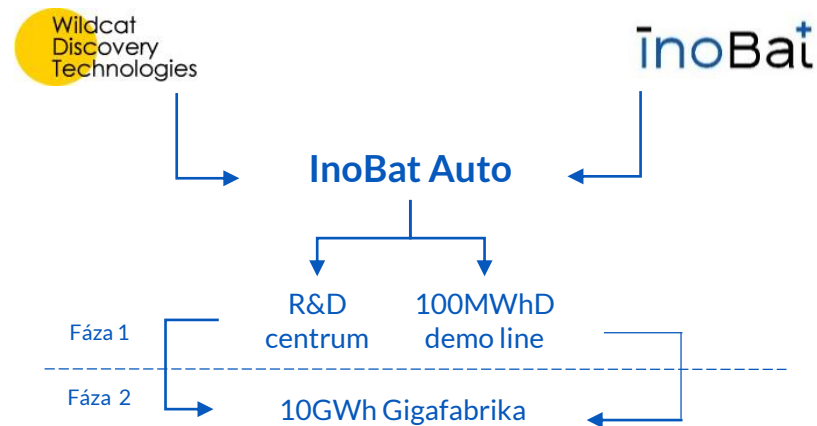 Wildcat
Discovery
Technologies
InoBat
InoBat Auto
R&D
centrum
100MWhD
demo line
Fáza 1
Fáza 2
10GWh Gigafabrika